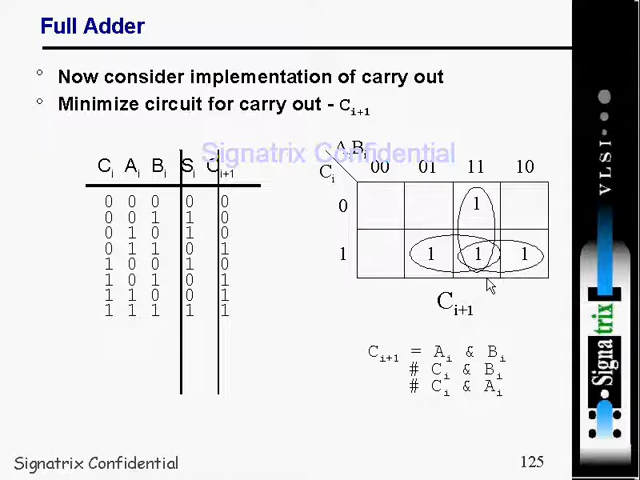 Full Adder
° Now consider implementation of carry out
° Minimize circuit for carry out - Ci+1
Signatrix Confidential
Ci Ai Bi Si Ci+1
0 0 0 0 0
0 0 1 1 0
0 1 0 1 0
0 1 1 0 1
1 0 0 1 0
1 0 1 0 1
1 1 0 0 1
1 1 1 1 1
Ai Bi
Ci 00 01 11 10
0 1
1 1 1 1
Ci+1
Ci+1 = Ai & Bi
# Ci & Bi
# Ci & Ai
VLSI
Signatrix
Signatrix Confidential
125